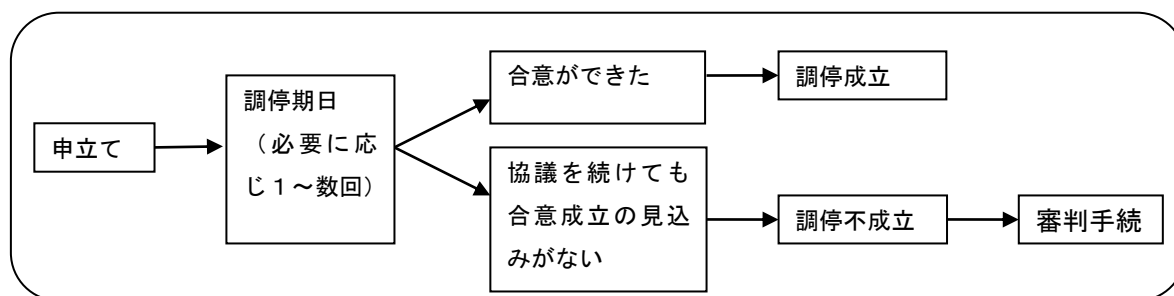 申立て
調停期日
（必要に応
じ１～数回）
合意ができた
調停成立
協議を続けても
合意成立の見込
みがない
調停不成立
審判手続